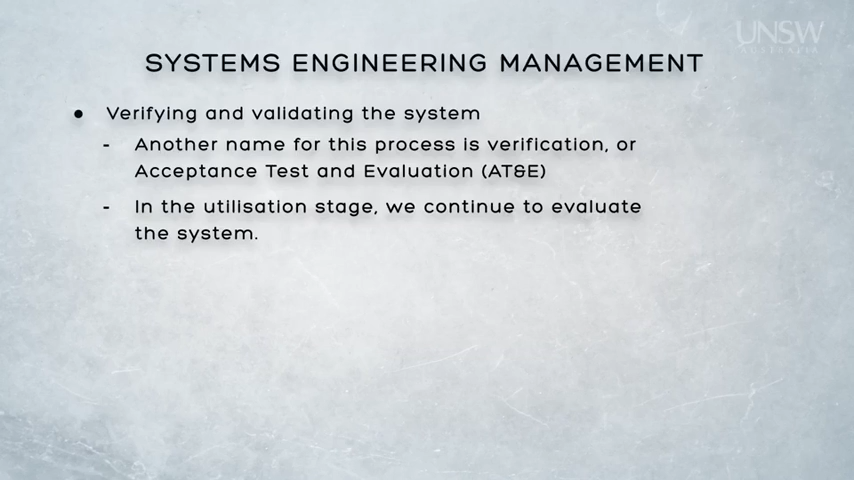 UNSW
AUSTRALIA
SYSTEMS ENGINEERING MANAGEMENT
● Verifying and validating the system
- Another name for this process is verification, or
Acceptance Test and Evaluation (AT&E)
- In the utilisation stage, we continue to evaluate
the system.